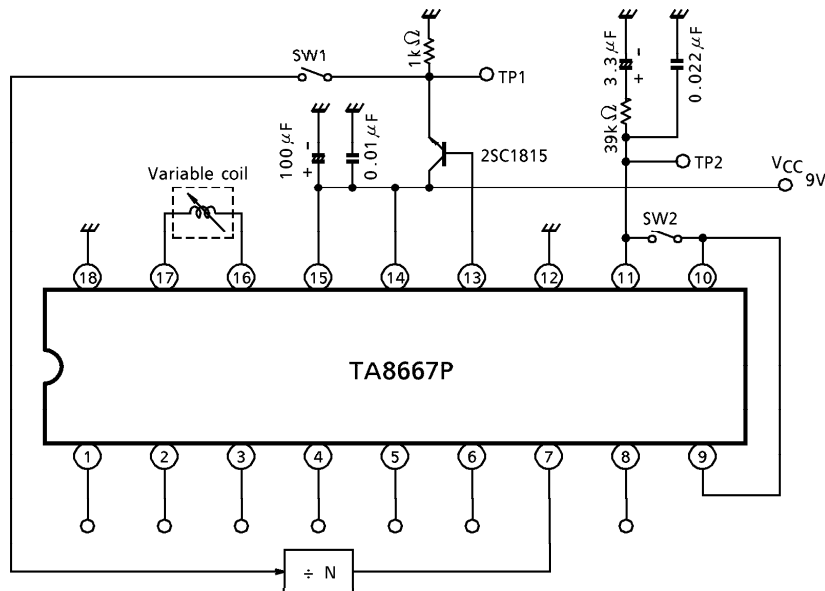 1kΩ
SW1
TP1
3.3μF
- +
0.022μF
39kΩ
100μF
- +
0.01μF
2SC1815
TP2
VCC 9V
Variable coil
SW2
18 17 16 15 14 13 12 11 10
TA8667P
1 2 3 4 5 6 7 8 9
÷ N